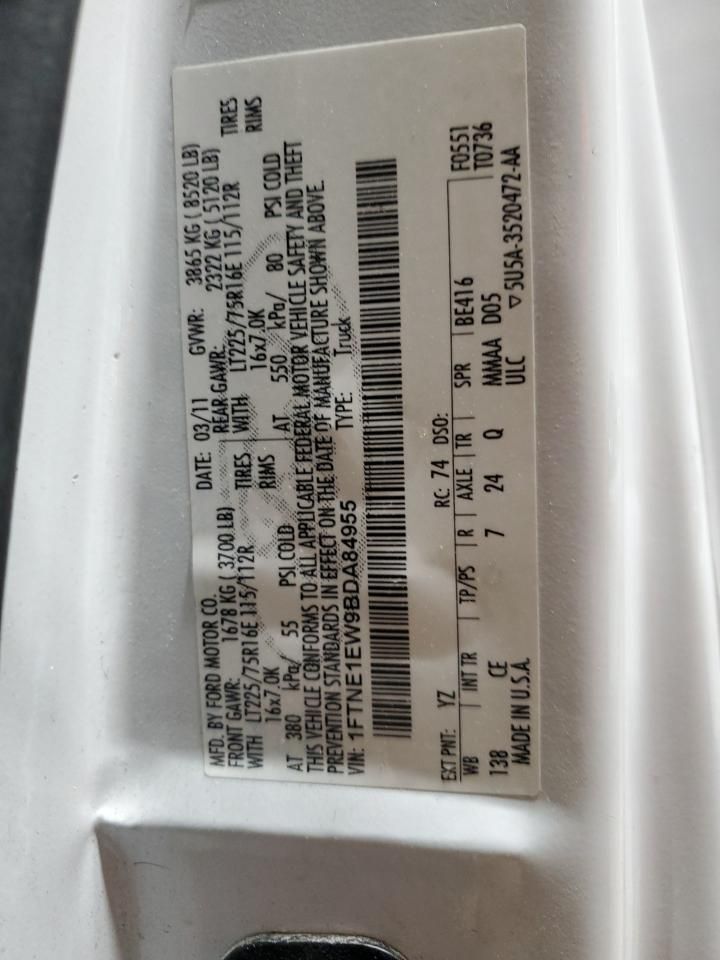 MFD. BY FORD MOTOR CO. DATE: 03/11 GVWR: 3865 KG ( 8520 LB)
FRONT GAWR: 1678 KG ( 3700 LB) REAR GAWR: 2322 KG ( 5120 LB)
WITH LT225/75R16E 115/112R TIRES WITH LT225/75R16E 115/112R TIRES
16x7.0K RIMS 16x7.0K RIMS
AT 380 kPa/ 55 PSI COLD AT 550 kPa/ 80 PSI COLD
THIS VEHICLE CONFORMS TO ALL APPLICABLE FEDERAL MOTOR VEHICLE SAFETY AND THEFT
PREVENTION STANDARDS IN EFFECT ON THE DATE OF MANUFACTURE SHOWN ABOVE.
VIN: 1FTNE1EW9BDA84955 TYPE: Truck
EXT PNT: YZ RC: 74 DSO: F0551
WB INT TR TP/PS R AXLE TR SPR BE416 T0736
138 CE 7 24 Q MMAA D05
MADE IN U.S.A. ULC ▽5U5A-3520472-AA